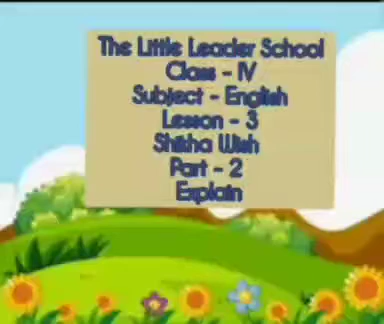 The Little Leader School
Class - IV
Subject - English
Lesson - 3
Shikha Wish
Part - 2
Explain